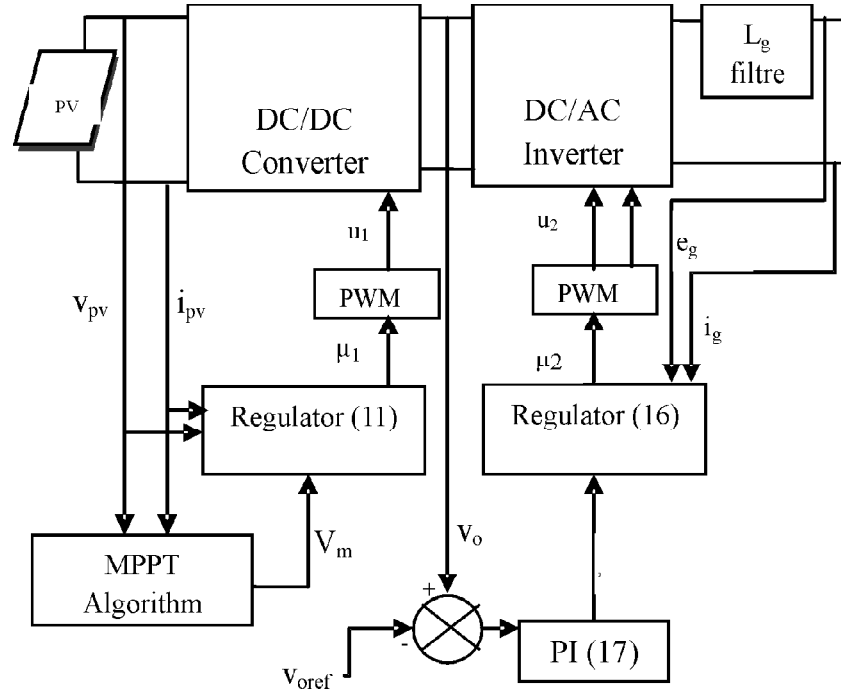 PV
DC/DC
Converter
DC/AC
Inverter
Lg
filtre
u1
u2
eg
vpv
ipv
PWM
PWM
ig
μ1
μ2
Regulator (11)
Regulator (16)
MPPT
Algorithm
Vm
vo
+
-
voref
PI (17)